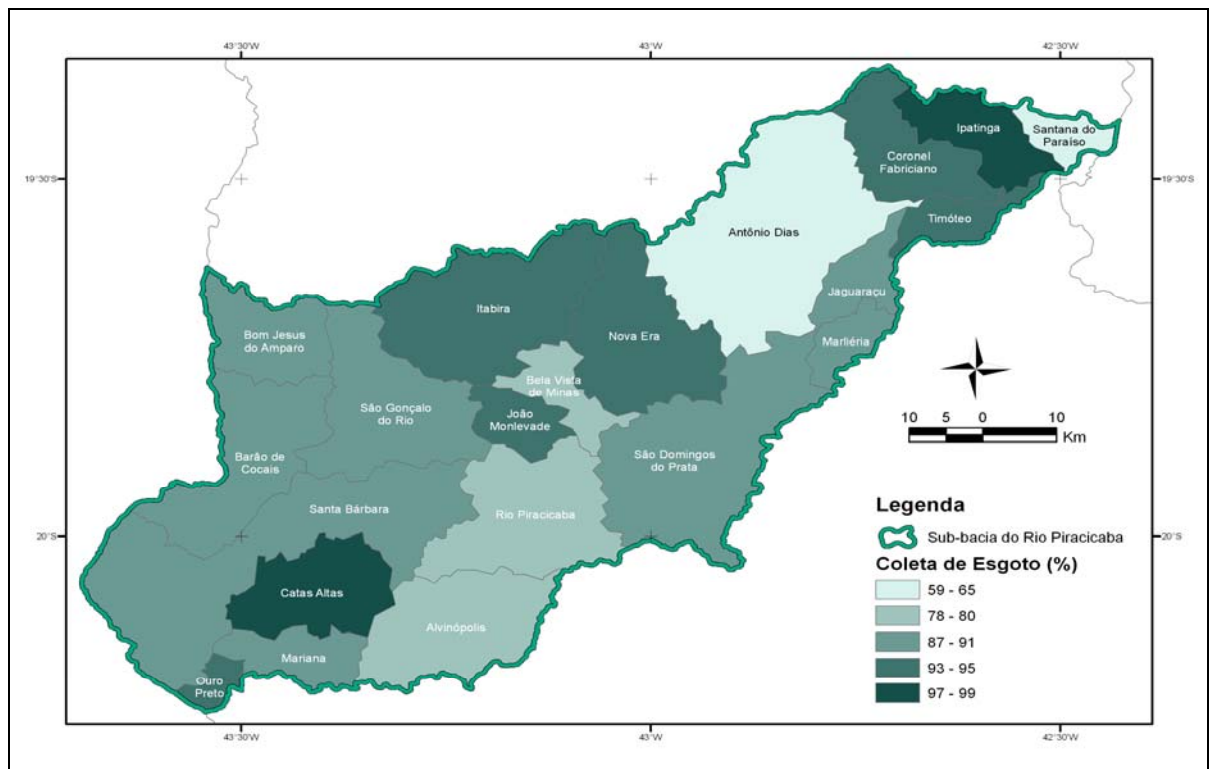 43°30'W 43°0'W 42°30'W
Ipatinga
Santana do
Paraíso
Coronel
Fabriciano
19°30'S 19°30'S
Timóteo
Antônio Dias
Jaguaraçu
Itabira
Nova Era
Bom Jesus
do Amparo
Marliéria
Bela Vista
de Minas
São Gonçalo
do Rio
João
Monlevade
10 5 0 10
Km
Barão de
Cocais
São Domingos
do Prata
Santa Bárbara
Rio Piracicaba
Legenda
Sub-bacia do Rio Piracicaba
20°S 20°S
Coleta de Esgoto (%)
59 - 65
Catas Altas
78 - 80
Alvinópolis
87 - 91
Mariana
93 - 95
Ouro
Preto
97 - 99
43°30'W 43°0'W 42°30'W